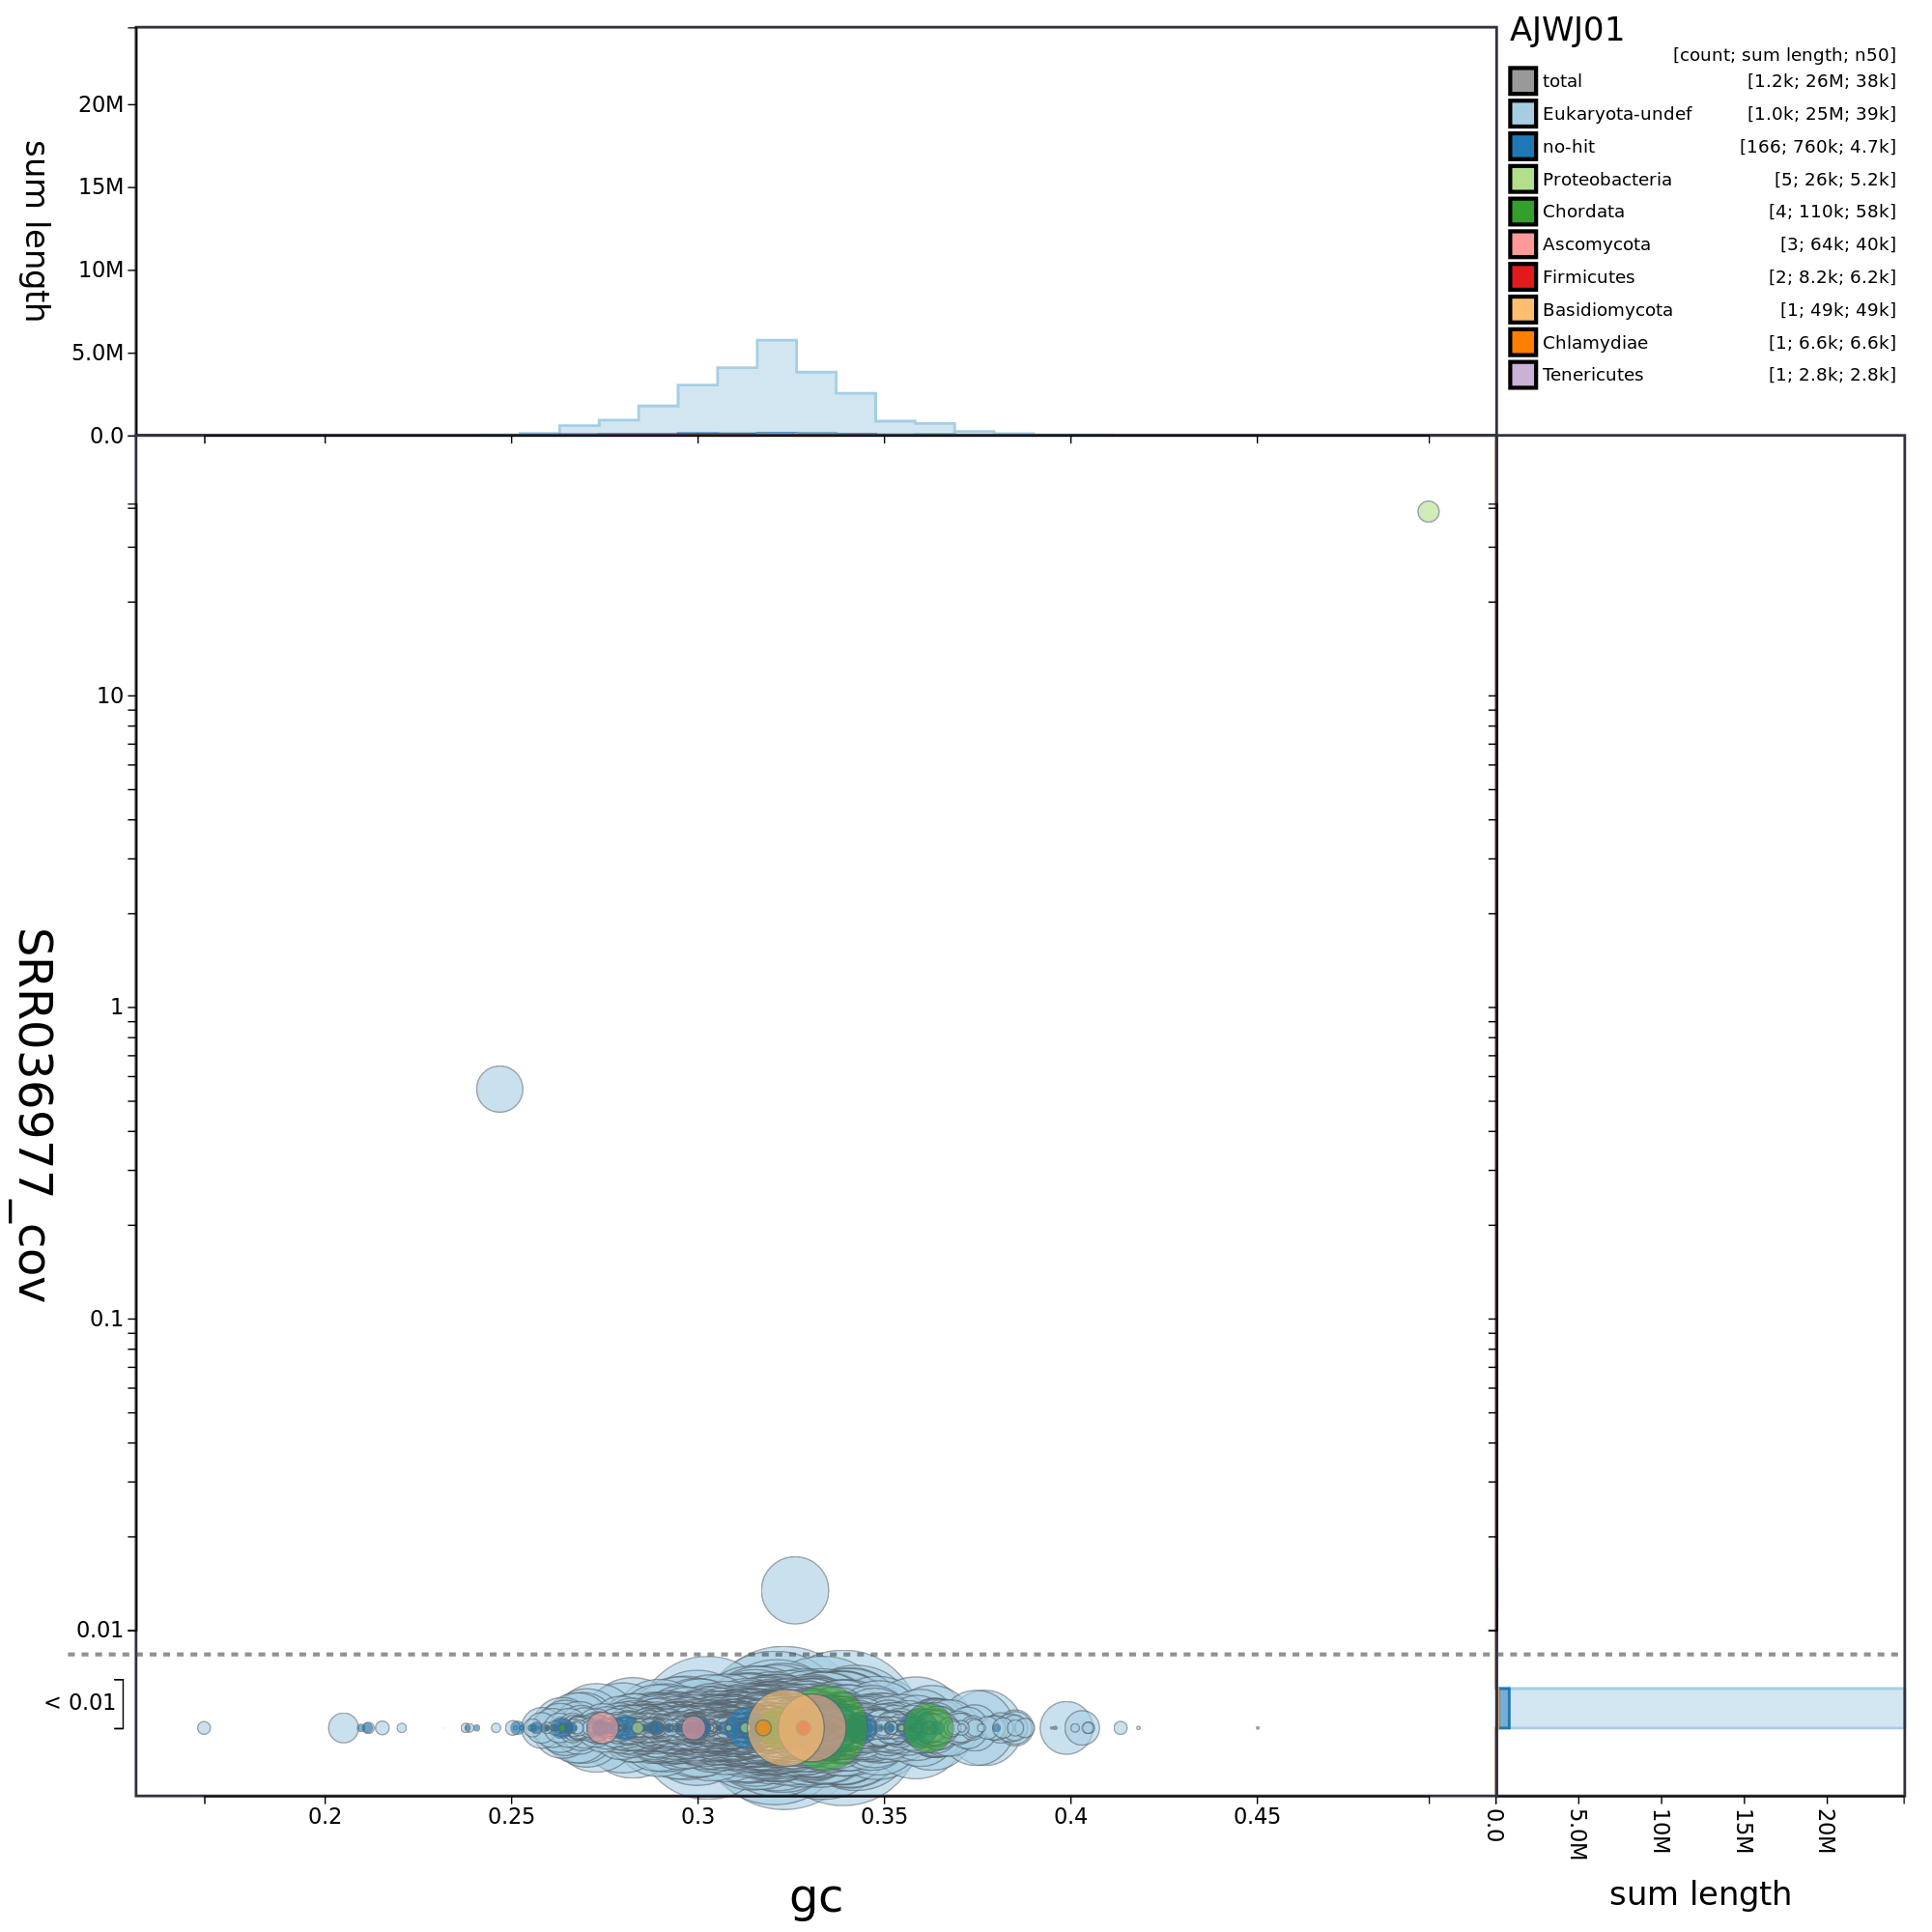 AJWJ01
[count; sum length; n50]
total [1.2k; 26M; 38k]
Eukaryota-undef [1.0k; 25M; 39k]
no-hit [166; 760k; 4.7k]
Proteobacteria [5; 26k; 5.2k]
Chordata [4; 110k; 58k]
Ascomycota [3; 64k; 40k]
Firmicutes [2; 8.2k; 6.2k]
Basidiomycota [1; 49k; 49k]
Chlamydiae [1; 6.6k; 6.6k]
Tenericutes [1; 2.8k; 2.8k]
sum length
20M
15M
10M
5.0M
0.0
SRR036977_cov
10
1
0.1
0.01
< 0.01
0.2 0.25 0.3 0.35 0.4 0.45
gc
0.0 5.0M 10M 15M 20M
sum length